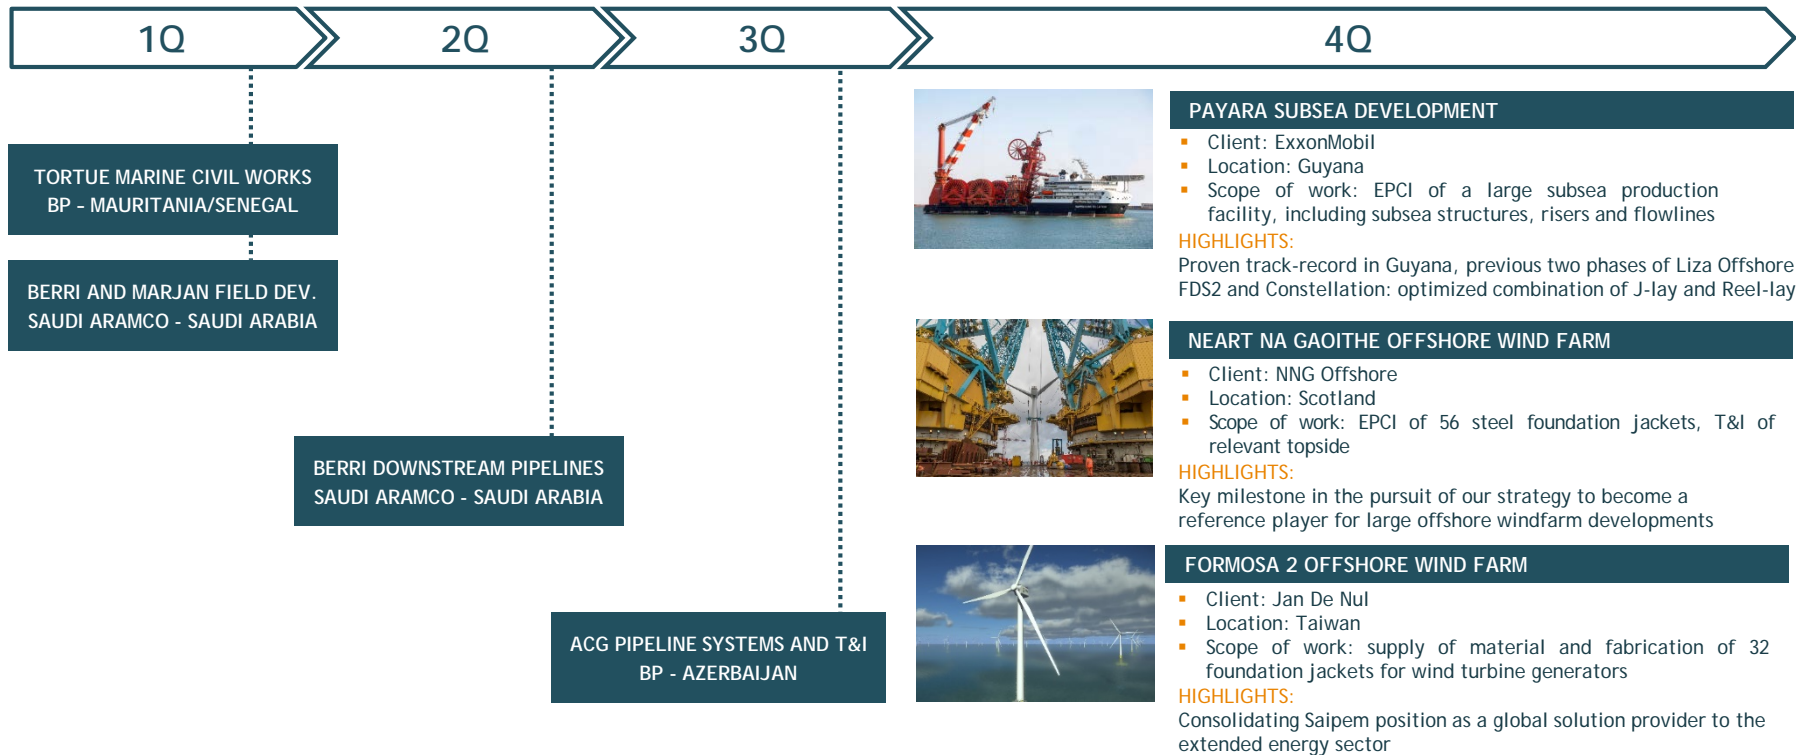 1Q
2Q
3Q
4Q
TORTUE MARINE CIVIL WORKS
BP - MAURITANIA/SENEGAL
BERRI AND MARJAN FIELD DEV.
SAUDI ARAMCO - SAUDI ARABIA
BERRI DOWNSTREAM PIPELINES
SAUDI ARAMCO - SAUDI ARABIA
ACG PIPELINE SYSTEMS AND T&I
BP - AZERBAIJAN
PAYARA SUBSEA DEVELOPMENT
▪ Client: ExxonMobil
▪ Location: Guyana
▪ Scope of work: EPCI of a large subsea production
facility, including subsea structures, risers and flowlines
HIGHLIGHTS:
Proven track-record in Guyana, previous two phases of Liza Offshore
FDS2 and Constellation: optimized combination of J-lay and Reel-lay
NEART NA GAOITHE OFFSHORE WIND FARM
▪ Client: NNG Offshore
▪ Location: Scotland
▪ Scope of work: EPCI of 56 steel foundation jackets, T&I of
relevant topside
HIGHLIGHTS:
Key milestone in the pursuit of our strategy to become a
reference player for large offshore windfarm developments
FORMOSA 2 OFFSHORE WIND FARM
▪ Client: Jan De Nul
▪ Location: Taiwan
▪ Scope of work: supply of material and fabrication of 32
foundation jackets for wind turbine generators
HIGHLIGHTS:
Consolidating Saipem position as a global solution provider to the
extended energy sector